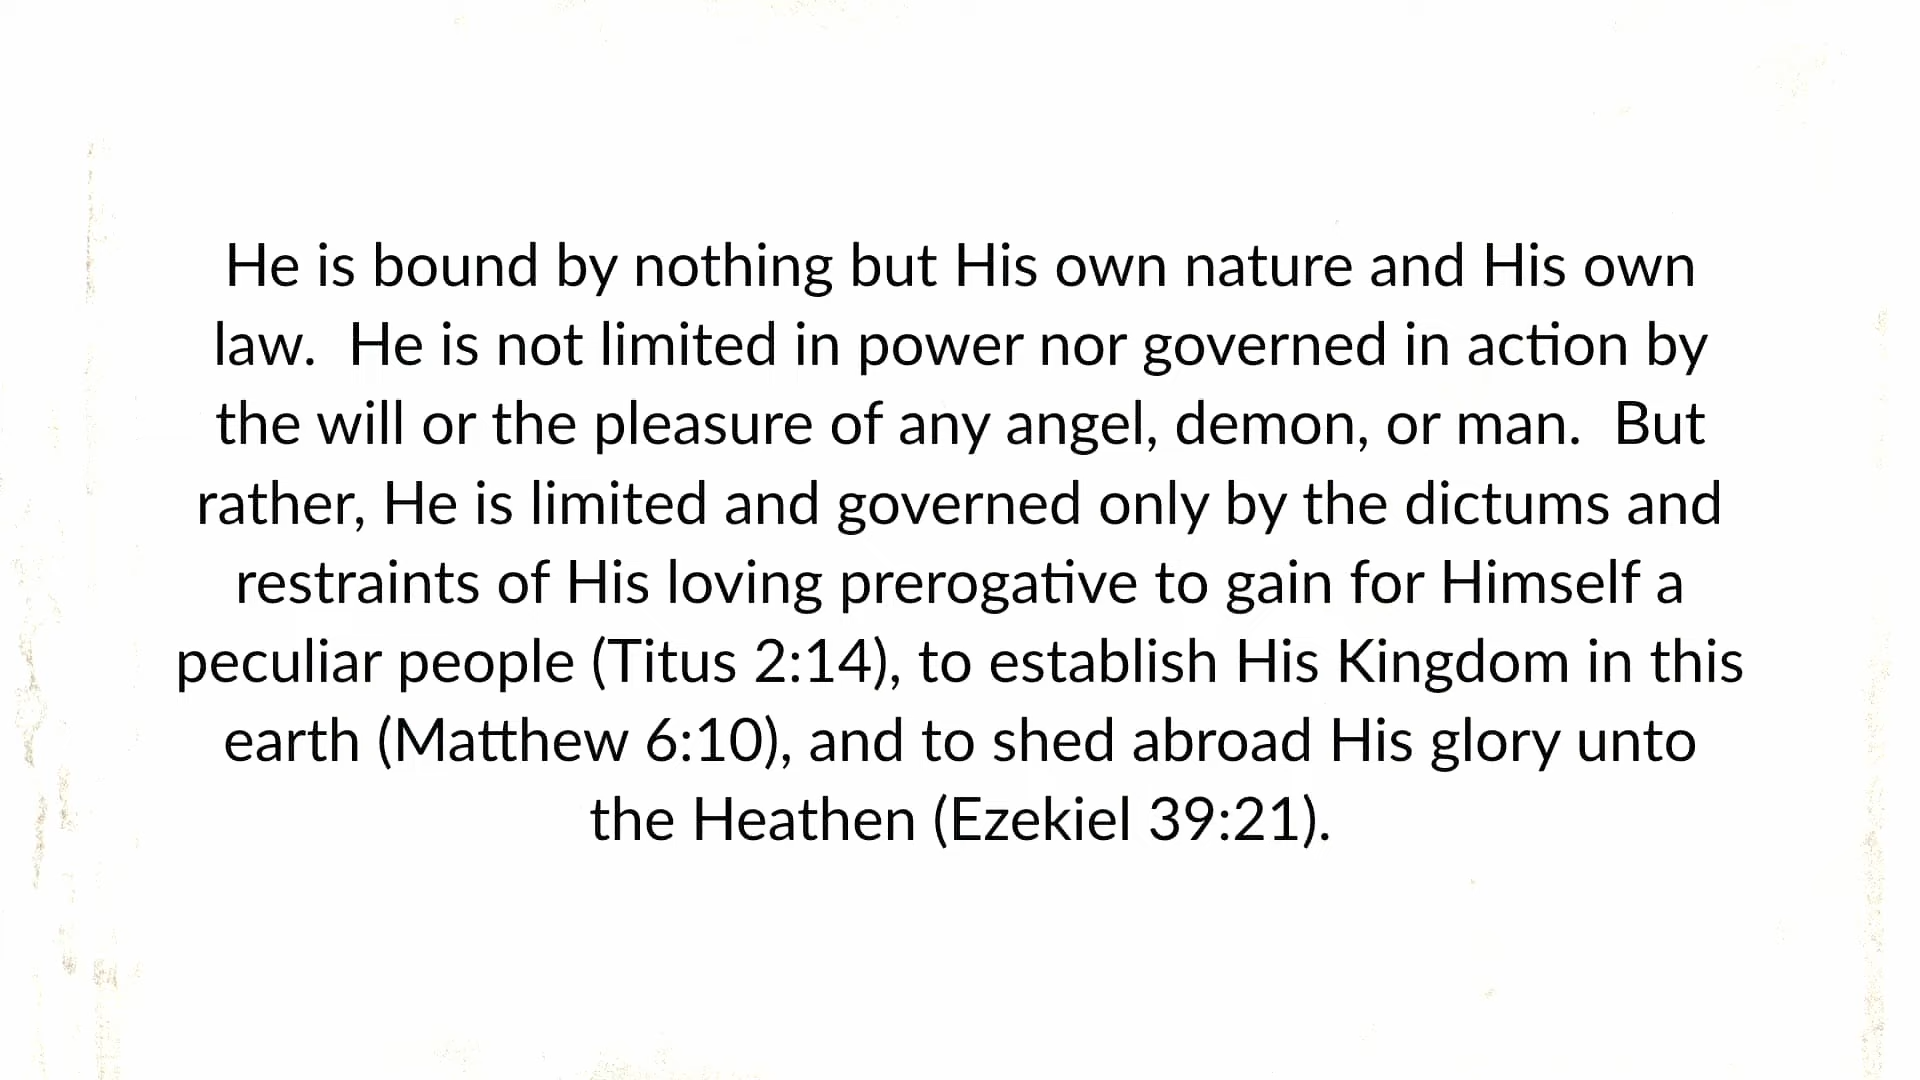 He is bound by nothing but His own nature and His own
law.  He is not limited in power nor governed in action by
the will or the pleasure of any angel, demon, or man.  But
rather, He is limited and governed only by the dictums and
restraints of His loving prerogative to gain for Himself a
peculiar people (Titus 2:14), to establish His Kingdom in this
earth (Matthew 6:10), and to shed abroad His glory unto
the Heathen (Ezekiel 39:21).